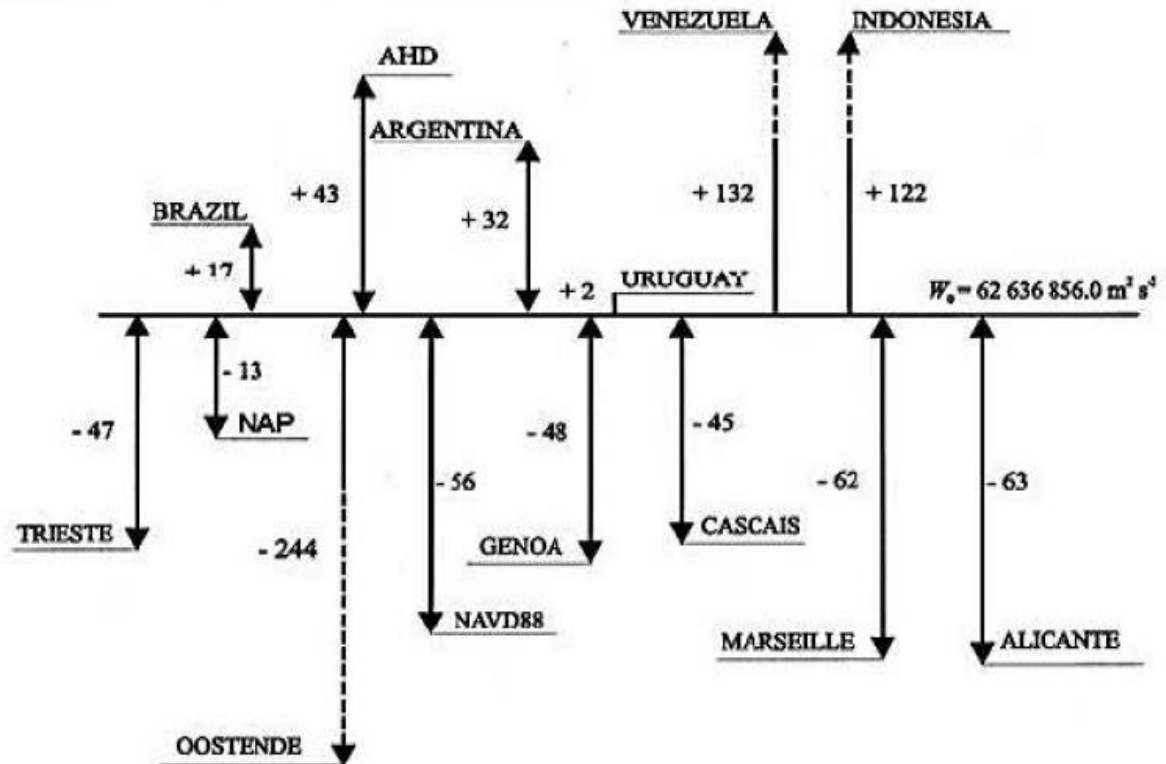 VENEZUELA INDONESIA
AHD
ARGENTINA
+ 43
+ 132
+ 122
BRAZIL
+ 32
+ 17
+ 2
URUGUAY
W₀ = 62 636 856.0 m² s⁻²
- 13
- 47
NAP
- 48
- 45
- 56
- 62
- 63
TRIESTE
- 244
GENOA
CASCAIS
NAVD88
MARSEILLE
ALICANTE
OOSTENDE